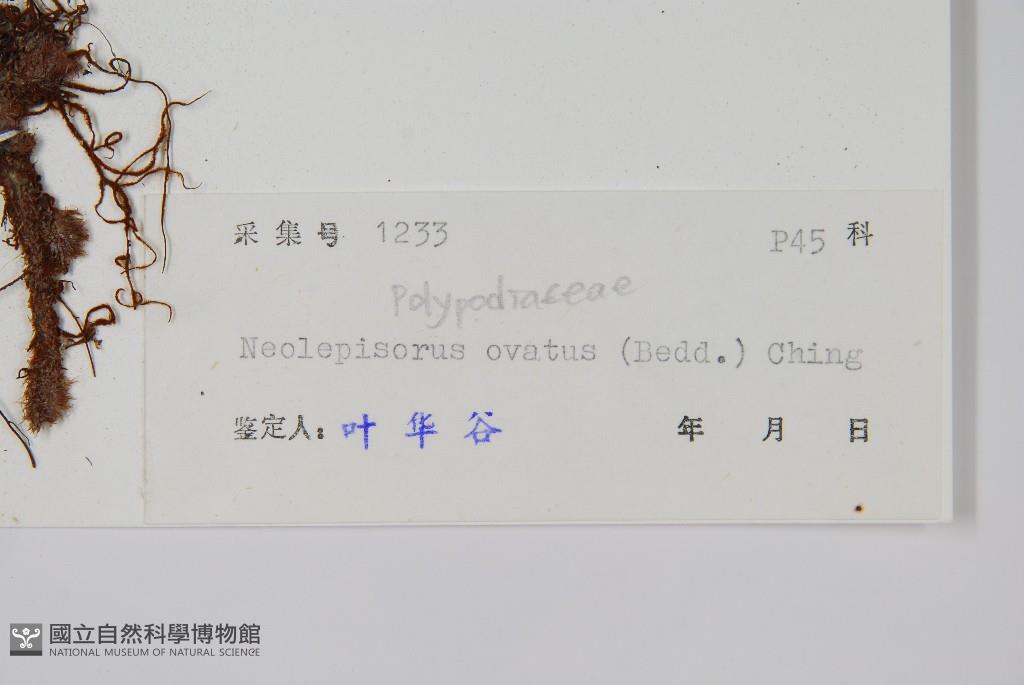 采集号 1233 P45 科
Polypodiaceae
Neolepisorus ovatus (Bedd.) Ching
鉴定人: 叶华谷 年 月 日
國立自然科學博物館
NATIONAL MUSEUM OF NATURAL SCIENCE